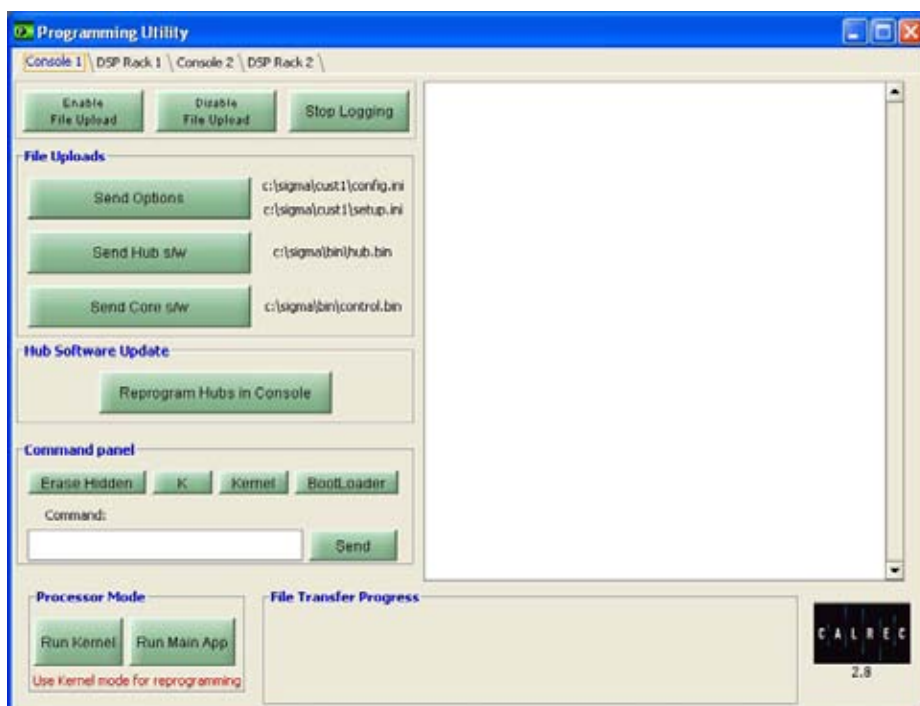 Programming Utility
Console 1 \ DSP Rack 1 \ Console 2 \ DSP Rack 2 \
Enable File Upload
Disable File Upload
Stop Logging
File Uploads
Send Options
c:\sigma\cust1\config.ini
c:\sigma\cust1\setup.ini
Send Hub s/w
c:\sigma\bin\hub.bin
Send Core s/w
c:\sigma\bin\control.bin
Hub Software Update
Reprogram Hubs in Console
Command panel
Erase Hidden
K
Kernel
BootLoader
Command:
Send
Processor Mode
Run Kernel
Run Main App
Use Kernel mode for reprogramming
File Transfer Progress
CALREC
2.8